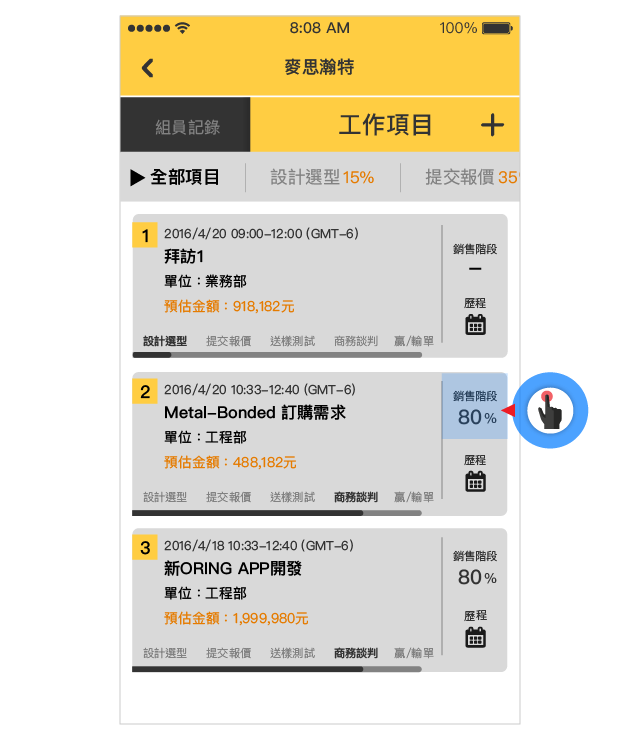 8:08 AM
100%
麥思瀚特
組員記錄
工作項目
▶全部項目
設計選型15%
提交報價 35
1
2016/4/20 09:00-12:00 (GMT-6)
拜訪1
單位：業務部
預估金額：918,182元
設計選型 提交報價 送樣測試 商務談判 贏/輸單
銷售階段
–
歷程
2
2016/4/20 10:33-12:40 (GMT-6)
Metal-Bonded 訂購需求
單位：工程部
預估金額：488,182元
設計選型 提交報價 送樣測試 商務談判 贏/輸單
銷售階段
80%
歷程
3
2016/4/18 10:33-12:40 (GMT-6)
新ORING APP開發
單位：工程部
預估金額：1,999,980元
設計選型 提交報價 送樣測試 商務談判 贏/輸單
銷售階段
80%
歷程